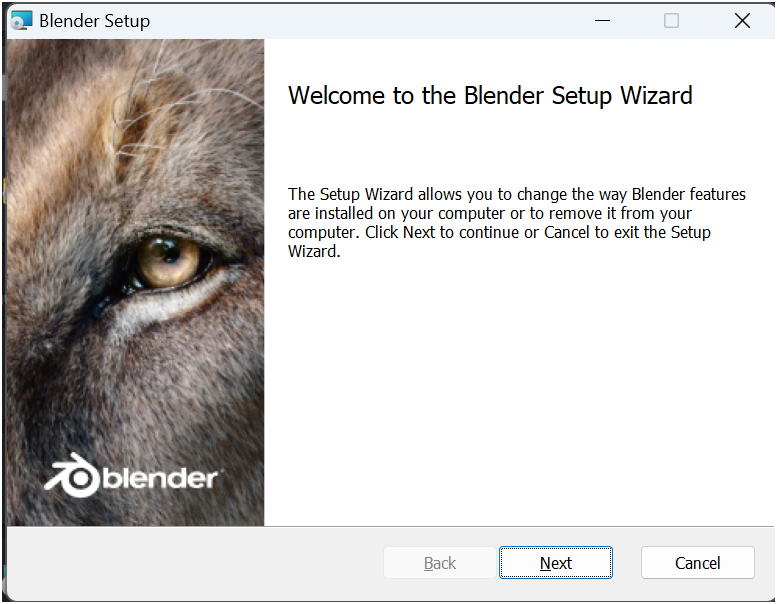 Blender Setup
Welcome to the Blender Setup Wizard
The Setup Wizard allows you to change the way Blender features
are installed on your computer or to remove it from your
computer. Click Next to continue or Cancel to exit the Setup
Wizard.
blender
Back
Next
Cancel